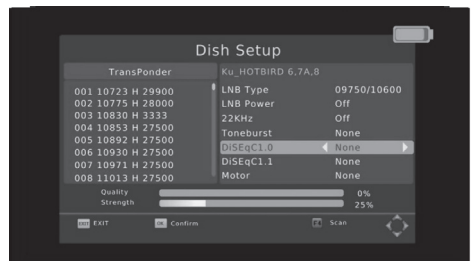 Dish Setup
TransPonder
Ku_HOTBIRD 6,7A,8
001 10723 H 29900
002 10775 H 28000
003 10830 H 3333
004 10853 H 27500
005 10892 H 27500
006 10930 H 27500
007 10971 H 27500
008 11013 H 27500
LNB Type 09750/10600
LNB Power Off
22KHz Off
Toneburst None
DiSEqC1.0 None
DiSEqC1.1 None
Motor None
Quality 0%
Strength 25%
EXIT EXIT OK Confirm Scan